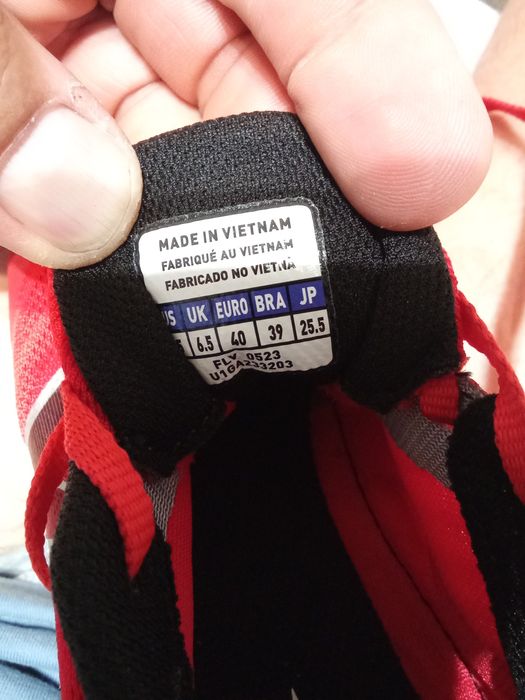 MADE IN VIETNAM
FABRIQUÉ AU VIETNAM
FABRICADO NO VIETNA
US UK EURO BRA JP
6.5 40 39 25.5
FLV 0523
U1GA233203